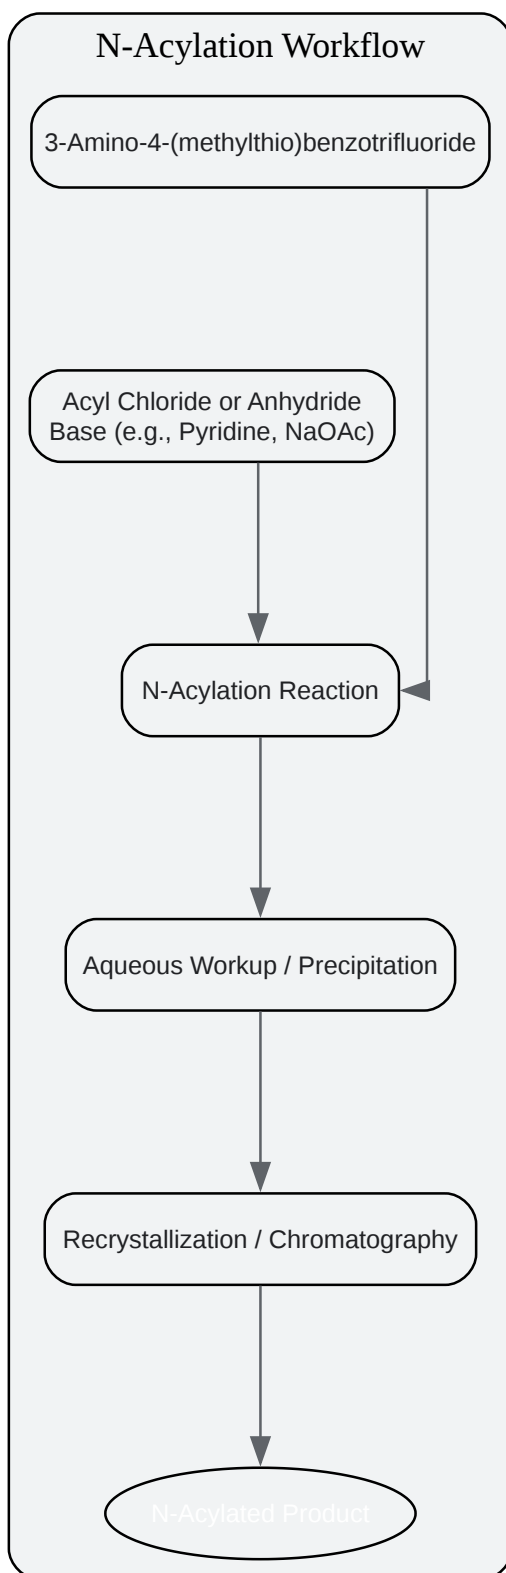 N-Acylation Workflow
3-Amino-4-(methylthio)benzotrifluoride
Acyl Chloride or Anhydride
Base (e.g., Pyridine, NaOAc)
N-Acylation Reaction
Aqueous Workup / Precipitation
Recrystallization / Chromatography
N-Acylated Product